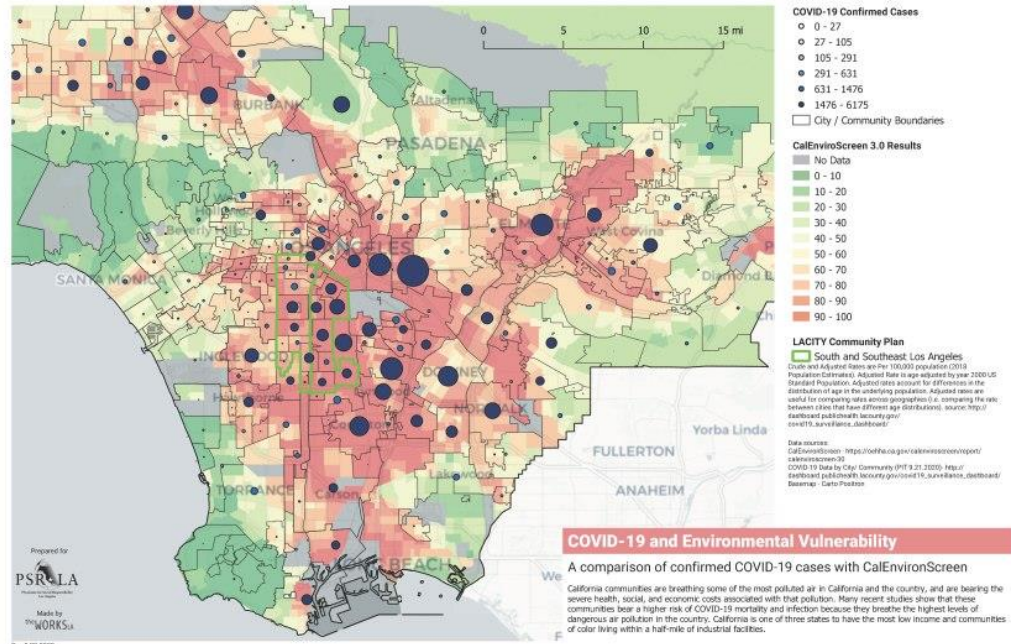 COVID-19 Confirmed Cases
0 - 27
27 - 105
105 - 291
291 - 631
631 - 1476
1476 - 6175
City / Community Boundaries
CalEnviroScreen 3.0 Results
No Data
0 - 10
10 - 20
20 - 30
30 - 40
40 - 50
50 - 60
60 - 70
70 - 80
80 - 90
90 - 100
LACITY Community Plan
South and Southeast Los Angeles
Crude and Adjusted Rates are Per 100,000 population (2018
Population Estimates). Adjusted Rate is age-adjusted by year 2000 US
Standard Population. Adjusted rates account for differences in the
distribution of age in the underlying population. Adjusted rates are
useful for comparing rates across geographies (i.e. comparing the rate
between cities that have different age distributions). source: http://
dashboard.publichealth.lacounty.gov/
covid19_surveillance_dashboard/
Data sources:
CalEnvironScreen - https://oehha.ca.gov/calenviroscreen/report/
calenviroscreen-30
COVID-19 Data by City/ Community (PIT 9.21.2020)- http://
dashboard.publichealth.lacounty.gov/covid19_surveillance_dashboard/
Basemap - Carto Positron
0 5 10 15 mi
BURBANK
Altadena
PASADENA
Beverly Hills
EL MONTE
West Covina
SANTA MONICA
Diamond B
INGLEWOOD
DOWNEY
Hawthorne
NORWALK
Compton
Yorba Linda
FULLERTON
Lakewood
ANAHEIM
TORRANCE
Carson
BEACH
We
Prepared for
PSR-LA
Made by
the WORKS LA
COVID-19 and Environmental Vulnerability
A comparison of confirmed COVID-19 cases with CalEnvironScreen
California communities are breathing some of the most polluted air in California and the country, and are bearing the
severe health, social, and economic costs associated with that pollution. Many recent studies show that these
communities bear a higher risk of COVID-19 mortality and infection because they breathe the highest levels of
dangerous air pollution in the country. California is one of three states to have the most low income and communities
of color living within a half-mile of industrial facilities.